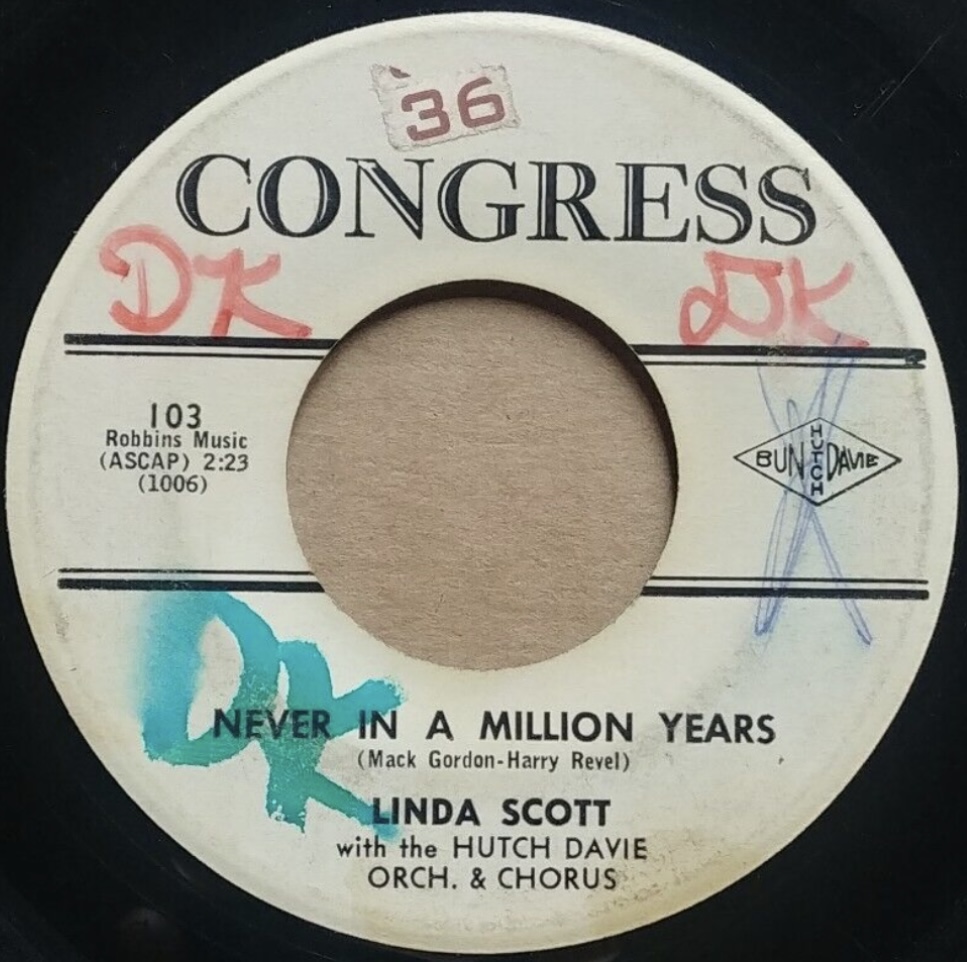 36
CONGRESS
DK DK
103
Robbins Music
(ASCAP) 2:23
(1006)
BUN HUTCH DAVIE
DK
NEVER IN A MILLION YEARS
(Mack Gordon-Harry Revel)
LINDA SCOTT
with the HUTCH DAVIE
ORCH. & CHORUS